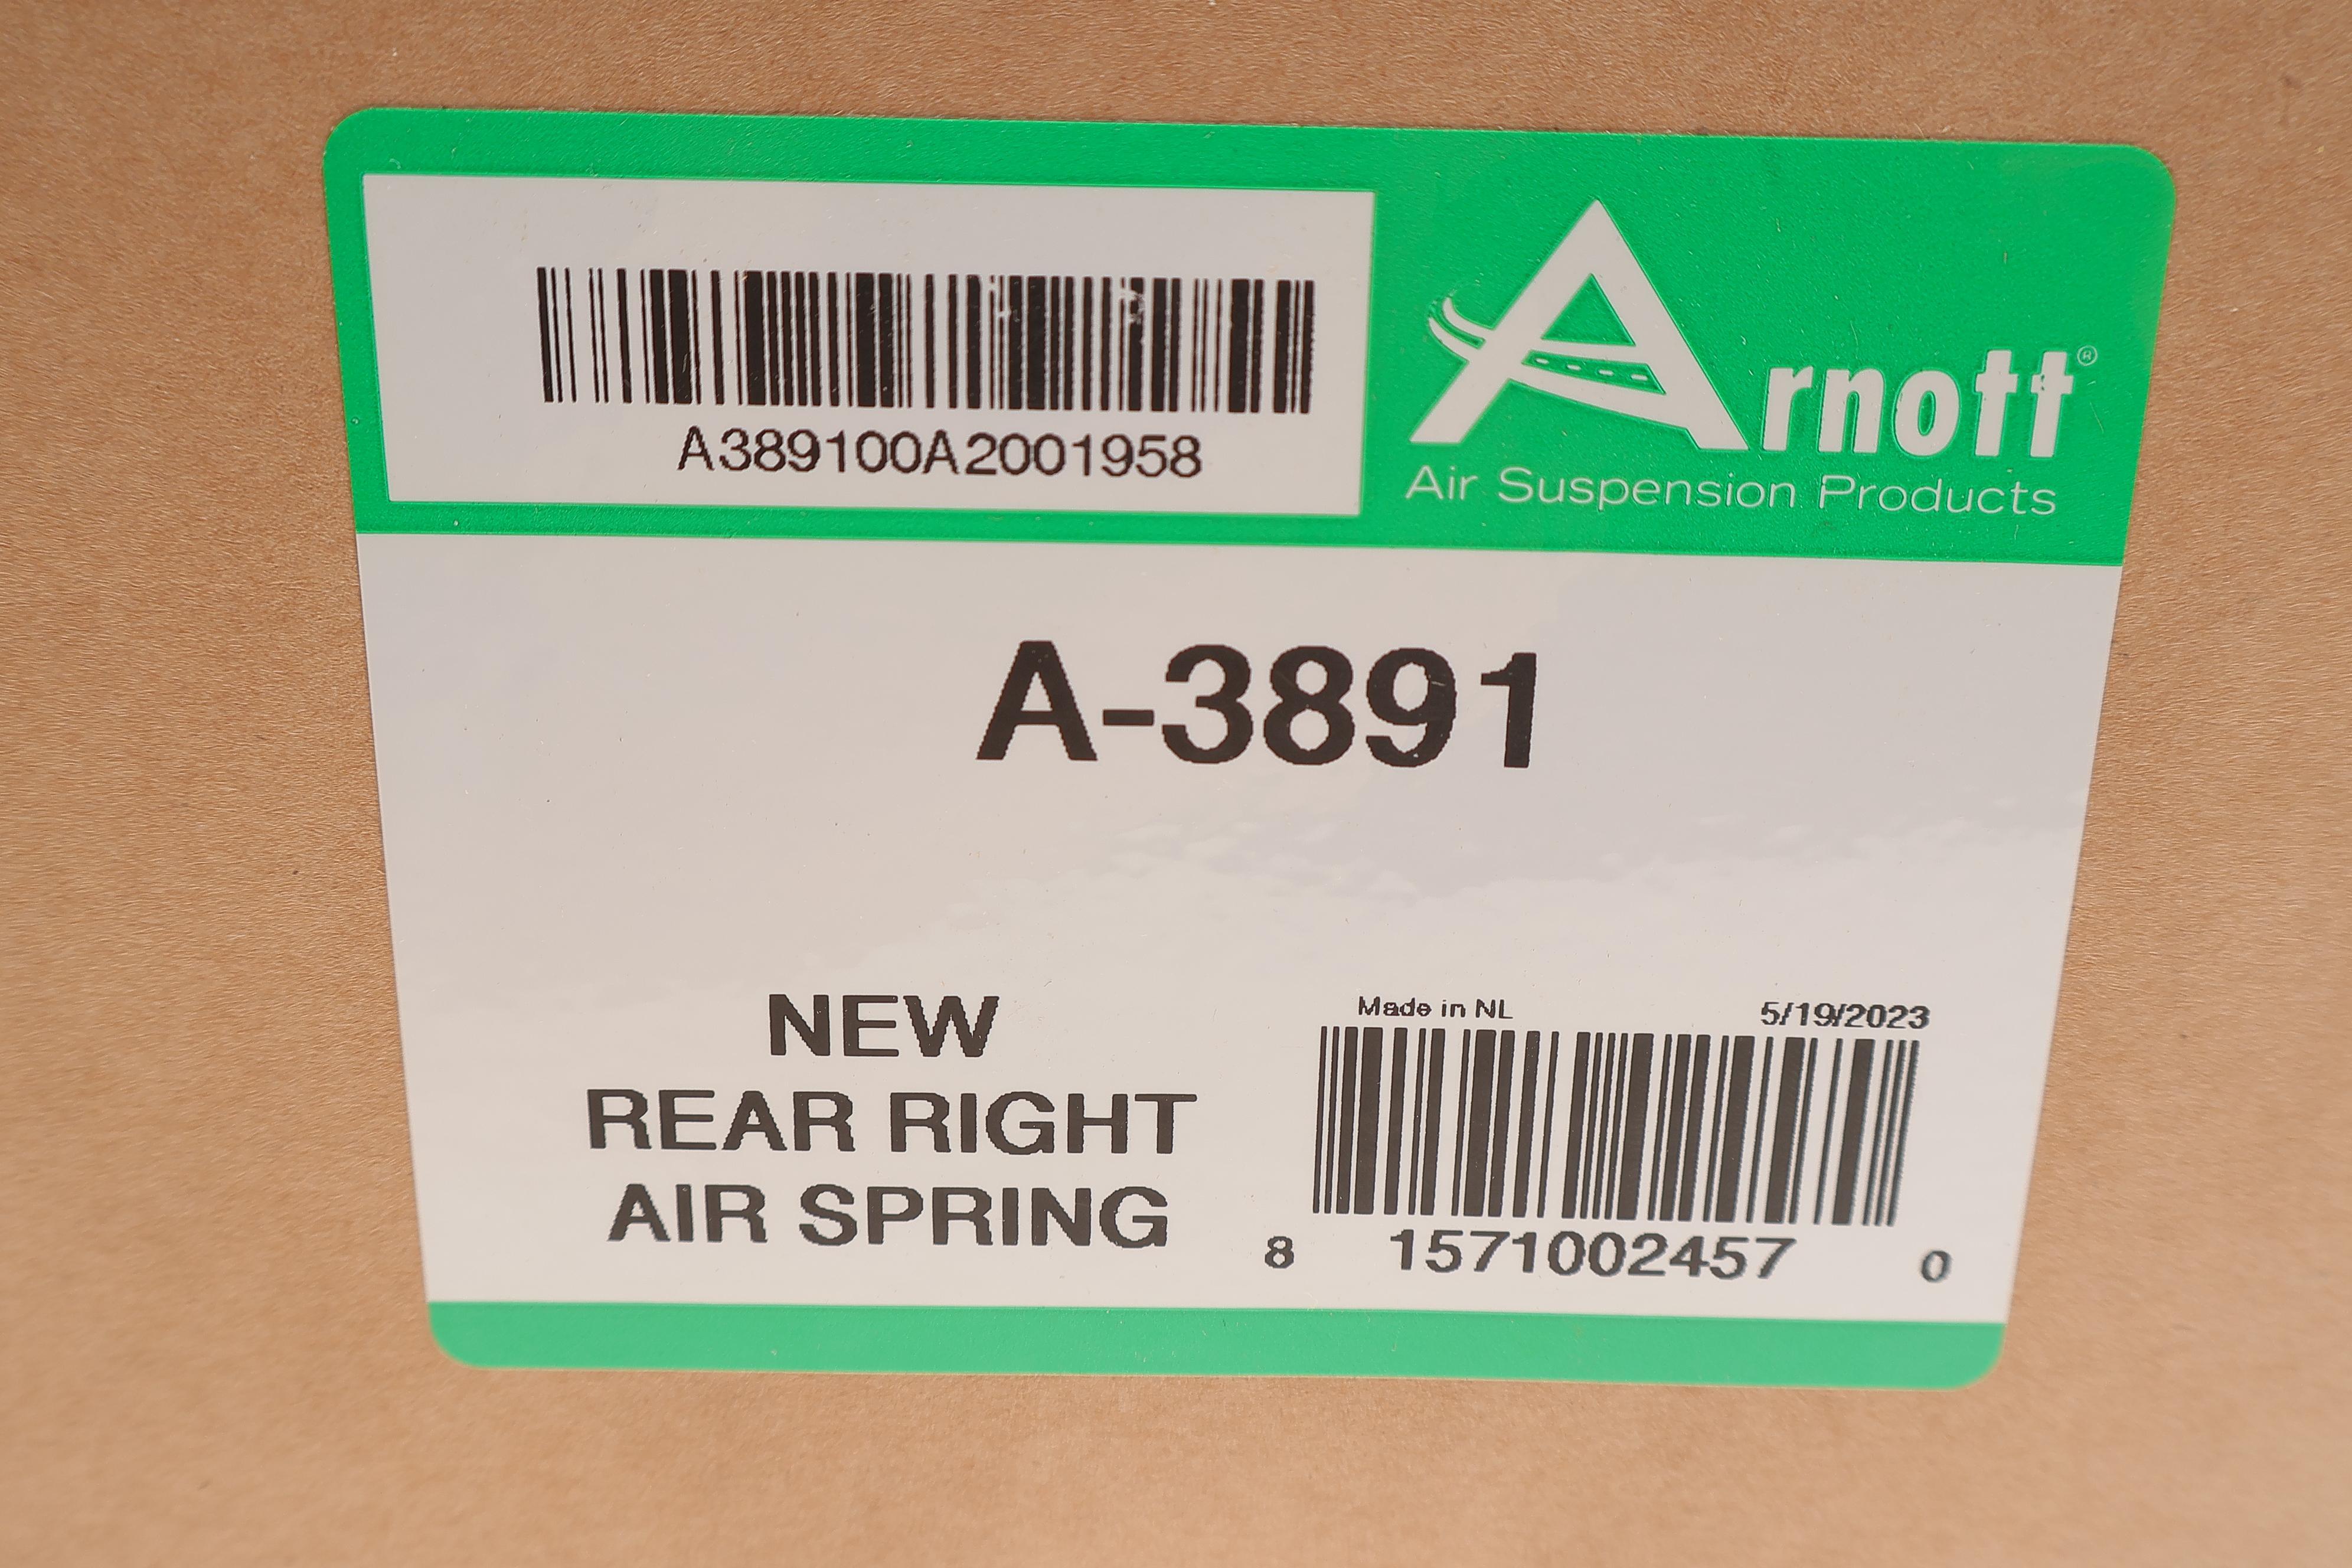 A389100A2001958
Arnott®
Air Suspension Products
A-3891
NEW
REAR RIGHT
AIR SPRING
Made in NL 5/19/2023
8 1571002457 0